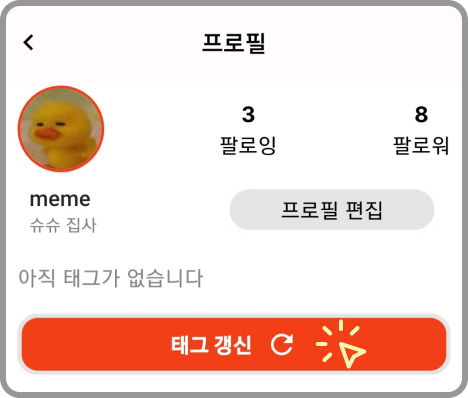 프로필
3
팔로잉
8
팔로워
meme
슈슈 집사
프로필 편집
아직 태그가 없습니다
태그 갱신